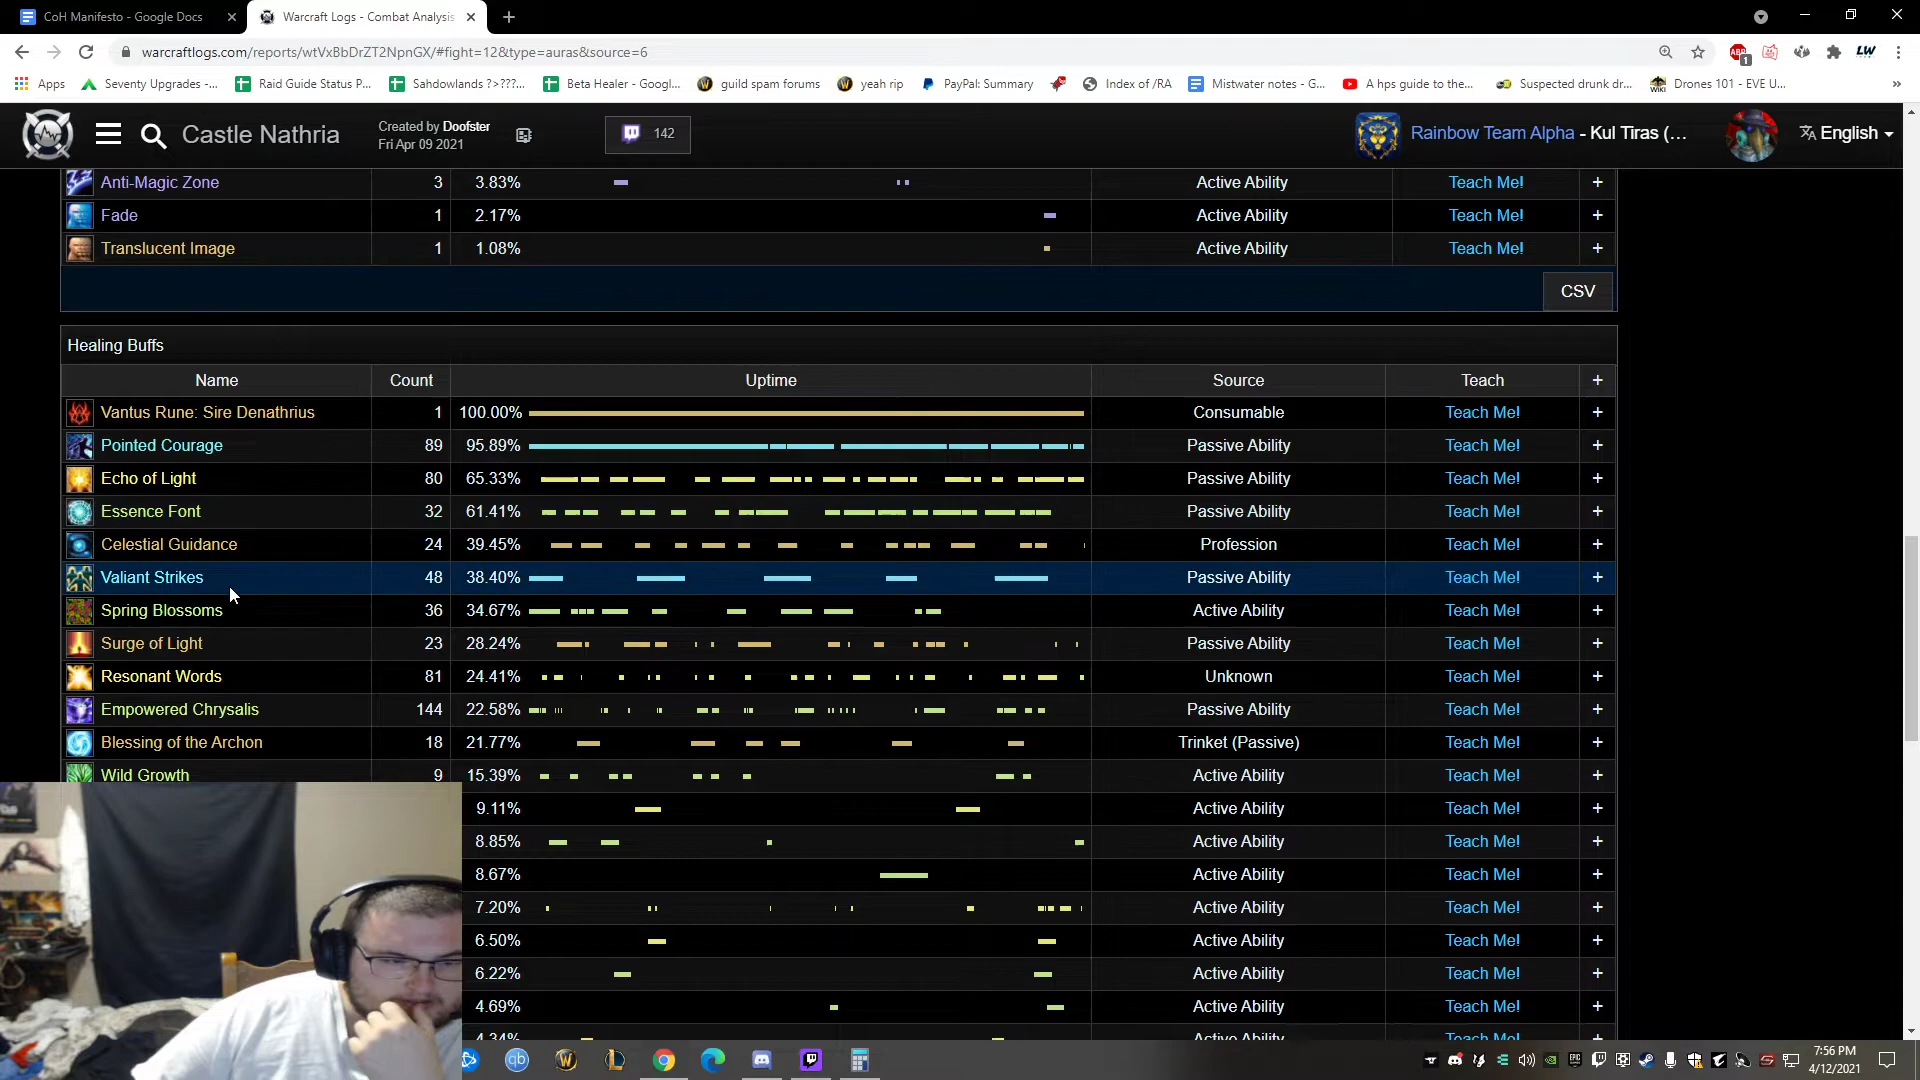 CoH Manifesto - Google Docs
Warcraft Logs - Combat Analysis
warcraftlogs.com/reports/wtVxBbDrZT2NpnGX/#fight=12&type=auras&source=6
Apps Seventy Upgrades -... Raid Guide Status P... Sahdowlands ?>???... Beta Healer - Googl... guild spam forums yeah rip PayPal: Summary Index of /RA Mistwater notes - G... A hps guide to the... Suspected drunk dr... Drones 101 - EVE U... »
Castle Nathria
Created by Doofster
Fri Apr 09 2021
142
Rainbow Team Alpha - Kul Tiras (...
English
Anti-Magic Zone 3 3.83% Active Ability Teach Me! +
Fade 1 2.17% Active Ability Teach Me! +
Translucent Image 1 1.08% Active Ability Teach Me! +
CSV
Healing Buffs
Name Count Uptime Source Teach +
Vantus Rune: Sire Denathrius 1 100.00% Consumable Teach Me! +
Pointed Courage 89 95.89% Passive Ability Teach Me! +
Echo of Light 80 65.33% Passive Ability Teach Me! +
Essence Font 32 61.41% Passive Ability Teach Me! +
Celestial Guidance 24 39.45% Profession Teach Me! +
Valiant Strikes 48 38.40% Passive Ability Teach Me! +
Spring Blossoms 36 34.67% Active Ability Teach Me! +
Surge of Light 23 28.24% Passive Ability Teach Me! +
Resonant Words 81 24.41% Unknown Teach Me! +
Empowered Chrysalis 144 22.58% Passive Ability Teach Me! +
Blessing of the Archon 18 21.77% Trinket (Passive) Teach Me! +
Wild Growth 9 15.39% Active Ability Teach Me! +
9.11% Active Ability Teach Me! +
8.85% Active Ability Teach Me! +
8.67% Active Ability Teach Me! +
7.20% Active Ability Teach Me! +
6.50% Active Ability Teach Me! +
6.22% Active Ability Teach Me! +
4.69% Active Ability Teach Me! +
4.34% Active Ability Teach Me! +
7:56 PM
4/12/2021